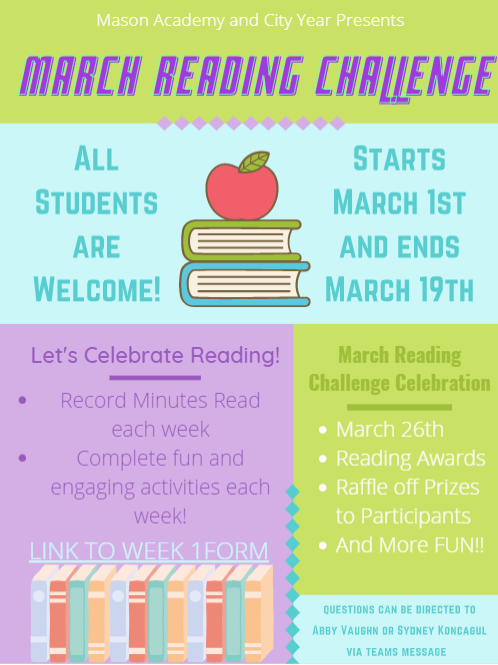 Mason Academy and City Year Presents
MARCH READING CHALLENGE
ALL
STUDENTS
ARE
WELCOME!
STARTS
MARCH 1ST
AND ENDS
MARCH 19TH
Let's Celebrate Reading!
• Record Minutes Read
each week
• Complete fun and
engaging activities each
week!
LINK TO WEEK 1FORM
March Reading
Challenge Celebration
• March 26th
• Reading Awards
• Raffle off Prizes
to Participants
• And More FUN!!
QUESTIONS CAN BE DIRECTED TO
ABBY VAUGHN OR SYDNEY KONCAGUL
VIA TEAMS MESSAGE